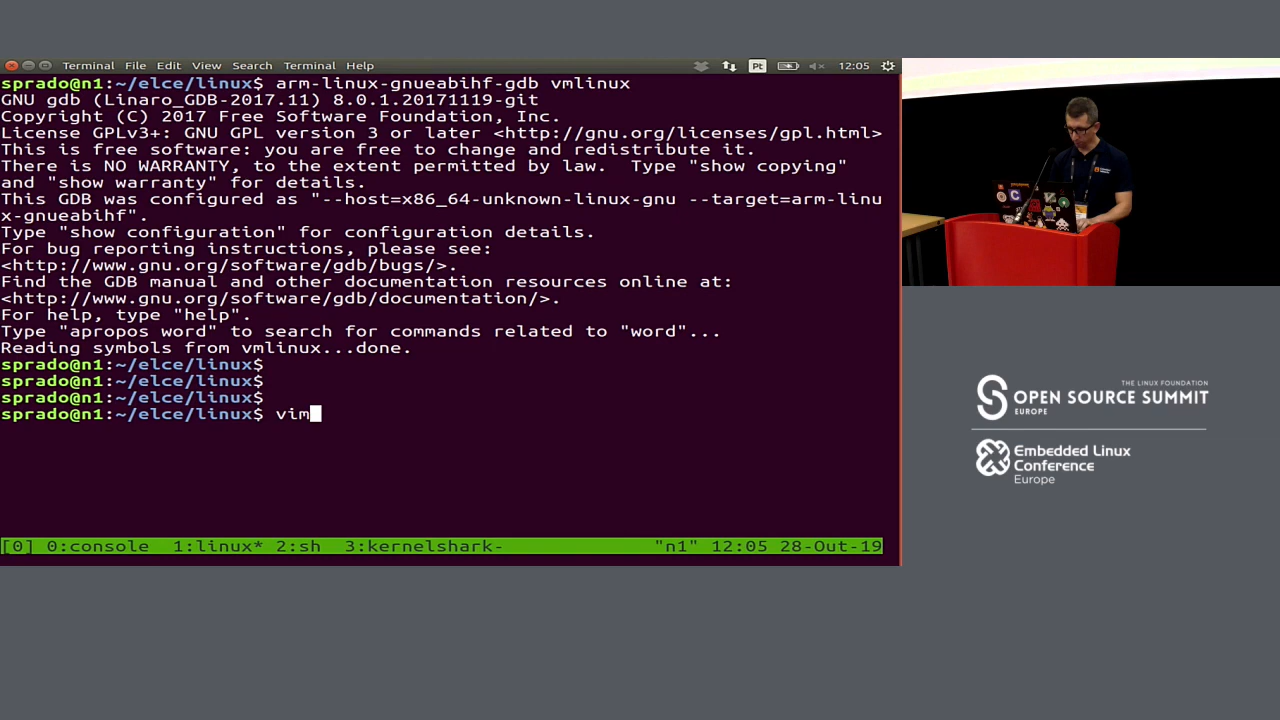 Terminal File Edit View Search Terminal Help Pt 12:05
sprado@n1:~/elce/linux$ arm-linux-gnueabihf-gdb vmlinux
GNU gdb (Linaro_GDB-2017.11) 8.0.1.20171119-git
Copyright (C) 2017 Free Software Foundation, Inc.
License GPLv3+: GNU GPL version 3 or later <http://gnu.org/licenses/gpl.html>
This is free software: you are free to change and redistribute it.
There is NO WARRANTY, to the extent permitted by law.  Type "show copying"
and "show warranty" for details.
This GDB was configured as "--host=x86_64-unknown-linux-gnu --target=arm-linu
x-gnueabihf".
Type "show configuration" for configuration details.
For bug reporting instructions, please see:
<http://www.gnu.org/software/gdb/bugs/>.
Find the GDB manual and other documentation resources online at:
<http://www.gnu.org/software/gdb/documentation/>.
For help, type "help".
Type "apropos word" to search for commands related to "word"...
Reading symbols from vmlinux...done.
sprado@n1:~/elce/linux$
sprado@n1:~/elce/linux$
sprado@n1:~/elce/linux$
sprado@n1:~/elce/linux$ vim
[0] 0:console  1:linux* 2:sh  3:kernelshark- "n1" 12:05 28-Oct-19
THE LINUX FOUNDATION
OPEN SOURCE SUMMIT
EUROPE
Embedded Linux
Conference
Europe